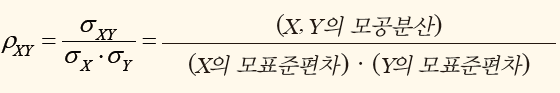 ρ_XY = σ_XY / (σ_X · σ_Y) = (X, Y의 모공분산) / (X의 모표준편차) · (Y의 모표준편차)